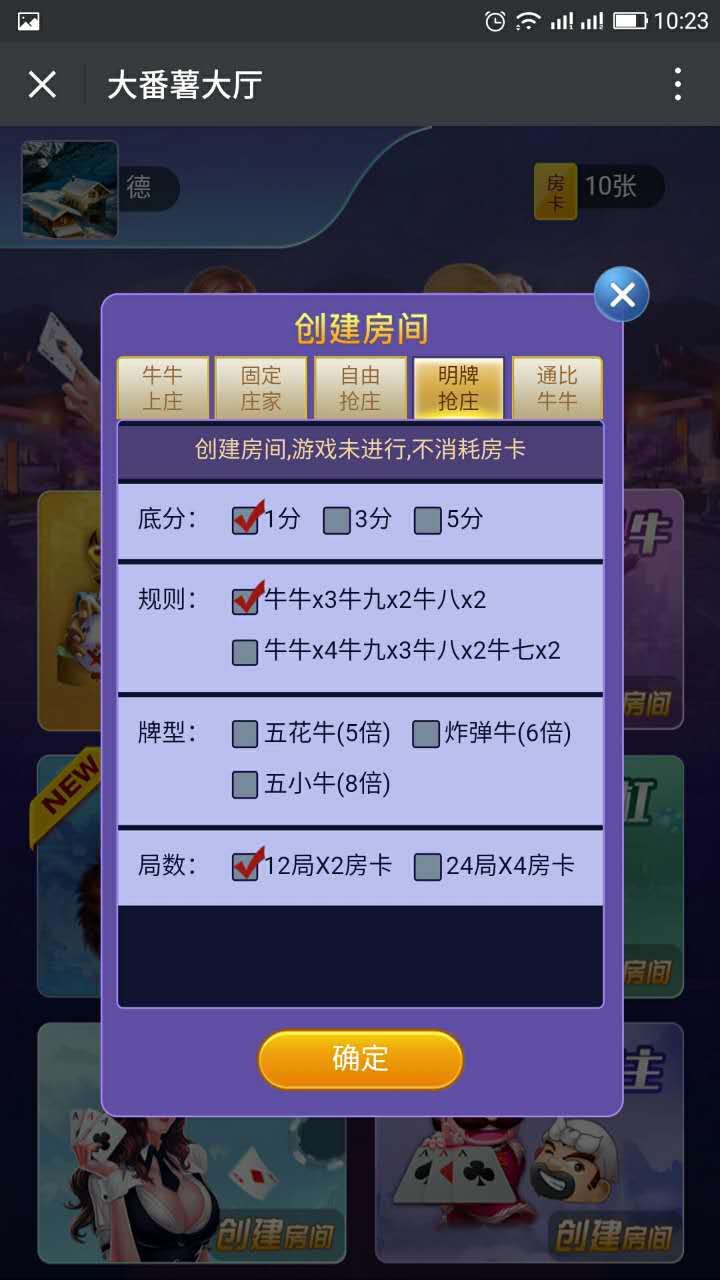 10:23
大番薯大厅
德
房卡
10张
创建房间
牛牛上庄 固定庄家 自由抢庄 明牌抢庄 通比牛牛
创建房间,游戏未进行,不消耗房卡
底分： 1分 3分 5分
规则： 牛牛x3牛九x2牛八x2
牛牛x4牛九x3牛八x2牛七x2
牌型： 五花牛(5倍) 炸弹牛(6倍)
五小牛(8倍)
局数： 12局X2房卡 24局X4房卡
确定
牛
房间
NEW
房间
主
创建房间
创建房间